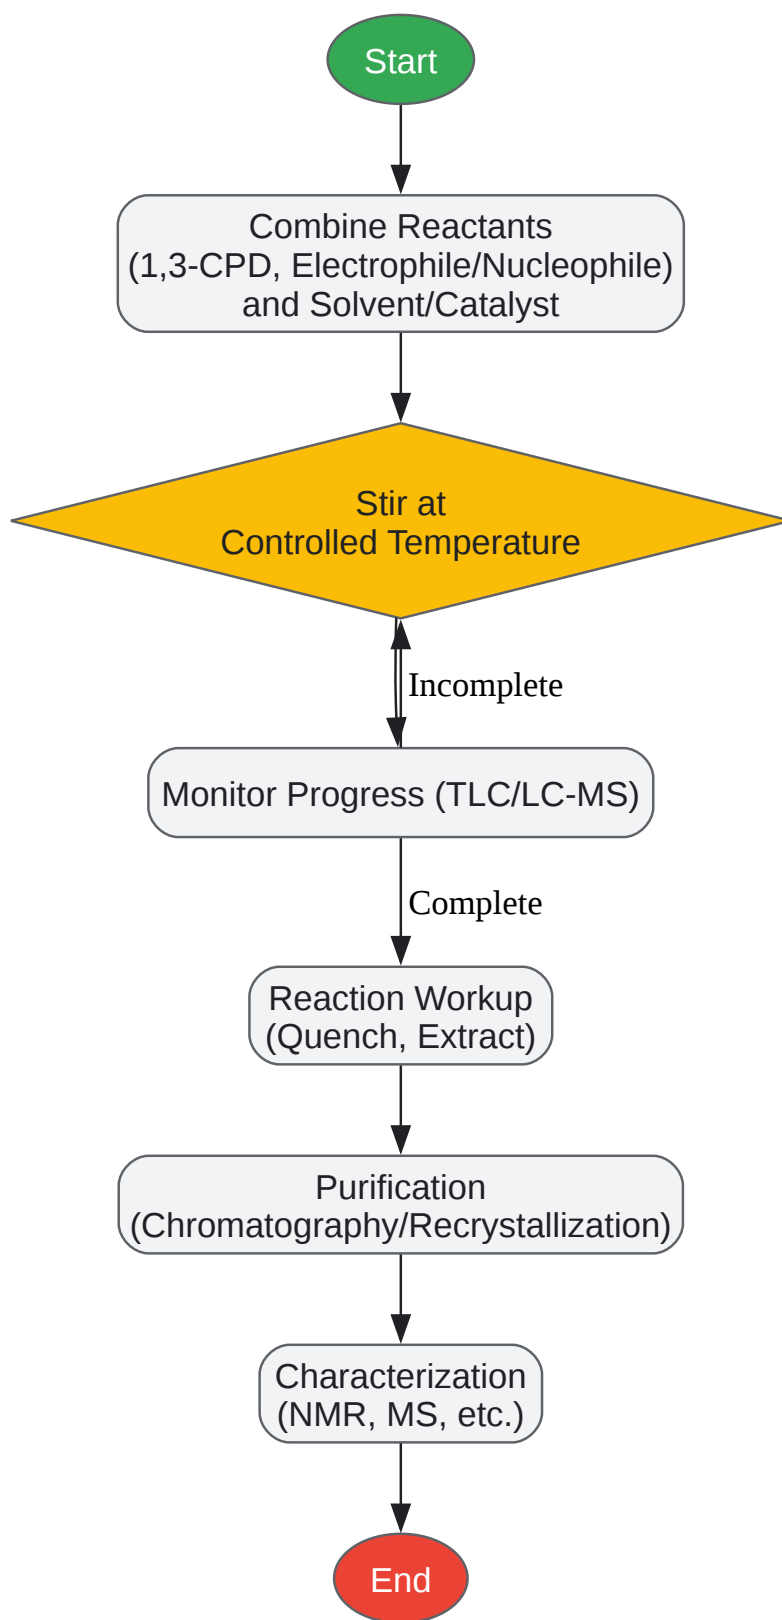 Start
Combine Reactants
(1,3-CPD, Electrophile/Nucleophile)
and Solvent/Catalyst
Stir at
Controlled Temperature
Incomplete
Monitor Progress (TLC/LC-MS)
Complete
Reaction Workup
(Quench, Extract)
Purification
(Chromatography/Recrystallization)
Characterization
(NMR, MS, etc.)
End